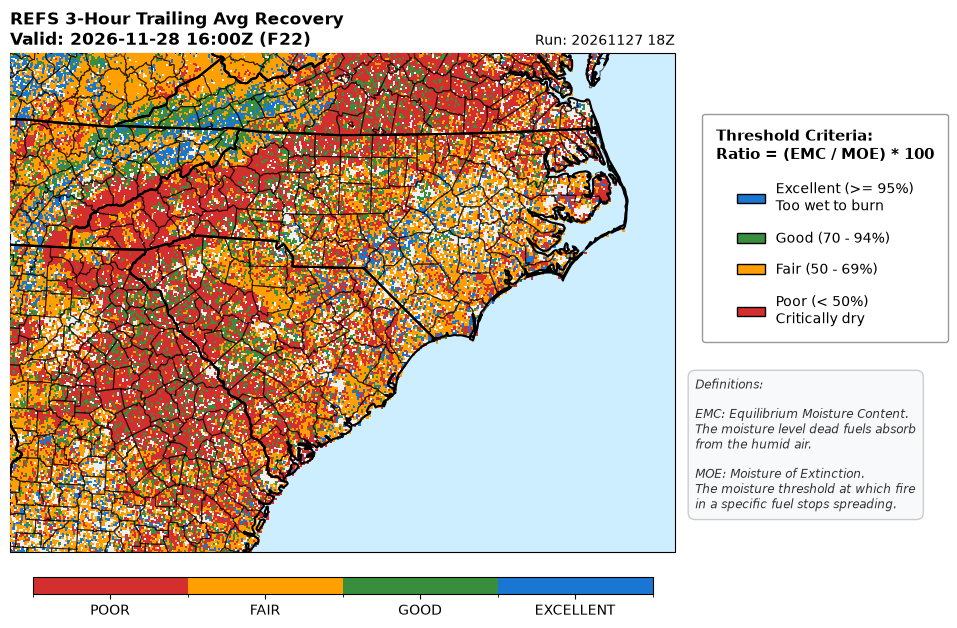 REFS 3-Hour Trailing Avg Recovery
Valid: 2026-11-28 16:00Z (F22)
Run: 20261127 18Z
Threshold Criteria:
Ratio = (EMC / MOE) * 100
Excellent (>= 95%)
Too wet to burn
Good (70 - 94%)
Fair (50 - 69%)
Poor (< 50%)
Critically dry
Definitions:
EMC: Equilibrium Moisture Content.
The moisture level dead fuels absorb
from the humid air.
MOE: Moisture of Extinction.
The moisture threshold at which fire
in a specific fuel stops spreading.
POOR
FAIR
GOOD
EXCELLENT